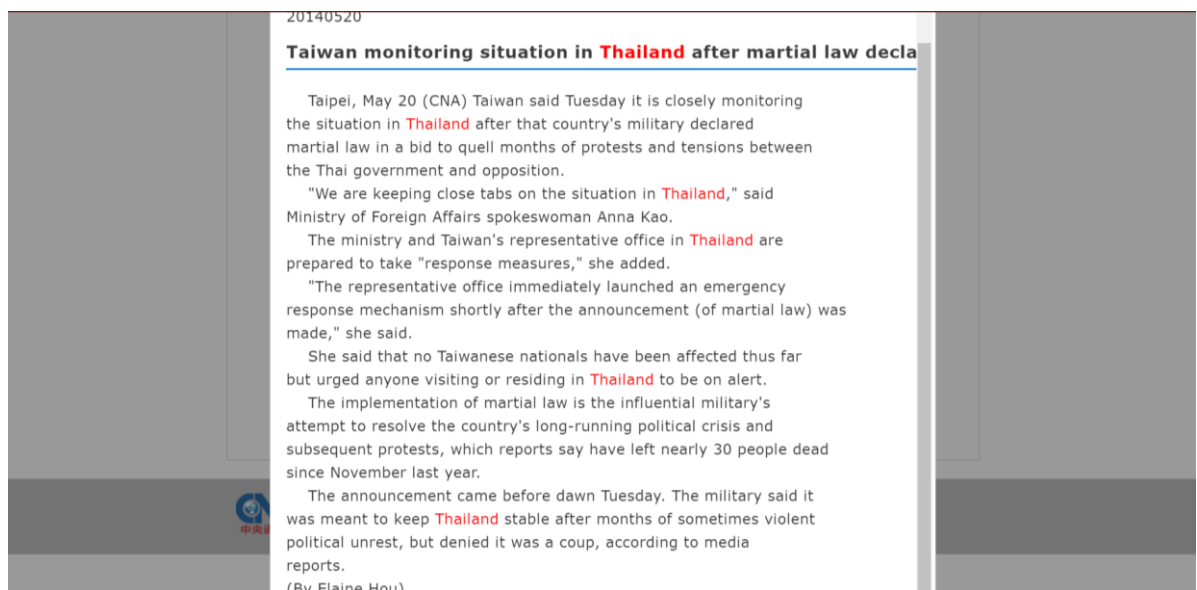 20140520
Taiwan monitoring situation in Thailand after martial law decla
Taipei, May 20 (CNA) Taiwan said Tuesday it is closely monitoring
the situation in Thailand after that country's military declared
martial law in a bid to quell months of protests and tensions between
the Thai government and opposition.
"We are keeping close tabs on the situation in Thailand," said
Ministry of Foreign Affairs spokeswoman Anna Kao.
The ministry and Taiwan's representative office in Thailand are
prepared to take "response measures," she added.
"The representative office immediately launched an emergency
response mechanism shortly after the announcement (of martial law) was
made," she said.
She said that no Taiwanese nationals have been affected thus far
but urged anyone visiting or residing in Thailand to be on alert.
The implementation of martial law is the influential military's
attempt to resolve the country's long-running political crisis and
subsequent protests, which reports say have left nearly 30 people dead
since November last year.
The announcement came before dawn Tuesday. The military said it
was meant to keep Thailand stable after months of sometimes violent
political unrest, but denied it was a coup, according to media
reports.
(By Elaine Hou)
中央